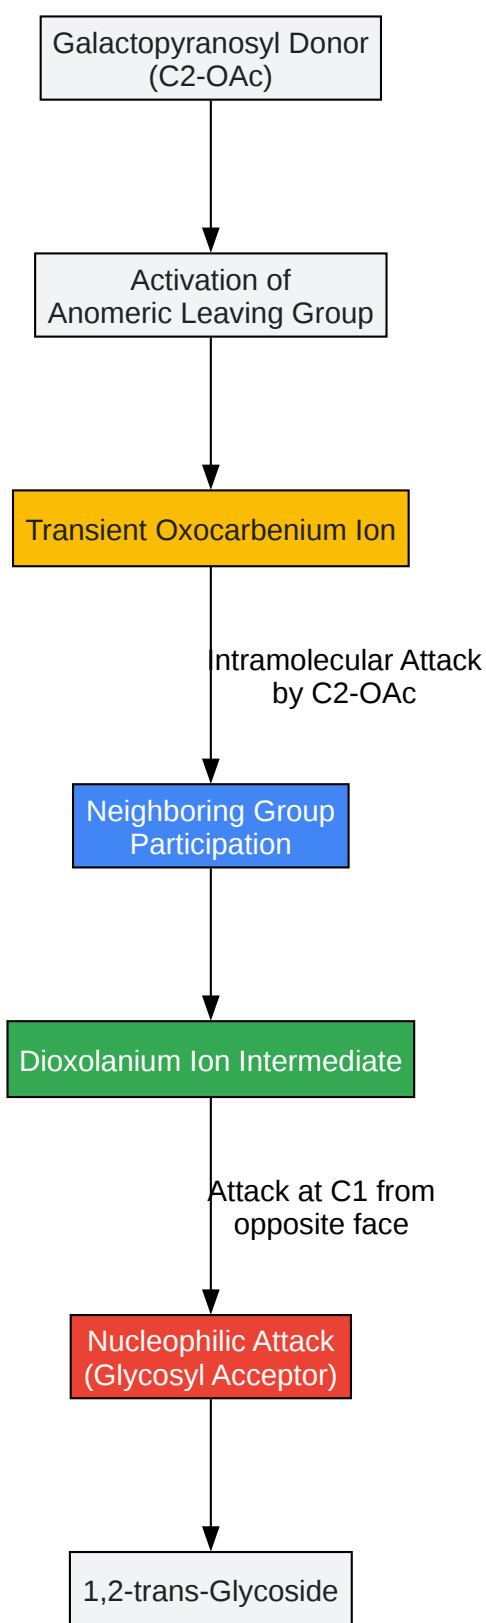 Galactopyranosyl Donor
(C2-OAc)
Activation of
Anomeric Leaving Group
Transient Oxocarbenium Ion
Intramolecular Attack
by C2-OAc
Neighboring Group
Participation
Dioxolanium Ion Intermediate
Attack at C1 from
opposite face
Nucleophilic Attack
(Glycosyl Acceptor)
1,2-trans-Glycoside